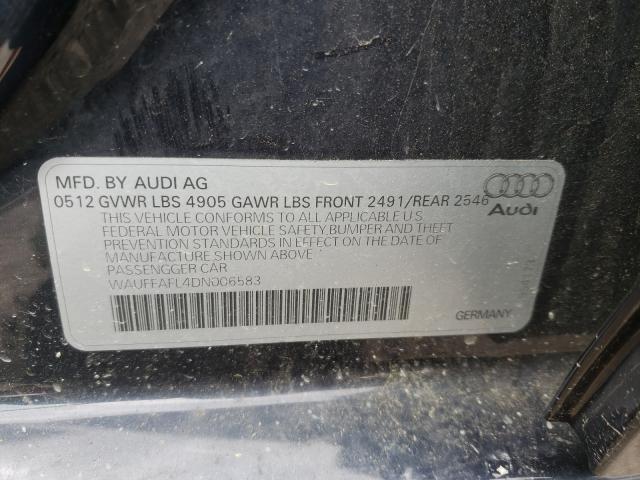 MFD. BY AUDI AG
0512 GVWR LBS 4905 GAWR LBS FRONT 2491/REAR 2546
THIS VEHICLE CONFORMS TO ALL APPLICABLE U.S.
FEDERAL MOTOR VEHICLE SAFETY, BUMPER AND THEFT
PREVENTION STANDARDS IN EFFECT ON THE DATE OF
MANUFACTURE SHOWN ABOVE
PASSENGGER CAR
WAUFFAFL4DN006583
Audi
GERMANY